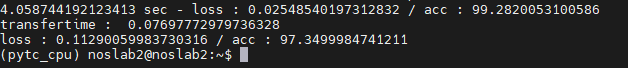 4.058744192123413 sec - loss : 0.02548540197312832 / acc : 99.2820053100586
transfertime :  0.07697772979736328
loss : 0.11290059983730316 / acc : 97.3499984741211
(pytc_cpu) noslab2@noslab2:~$